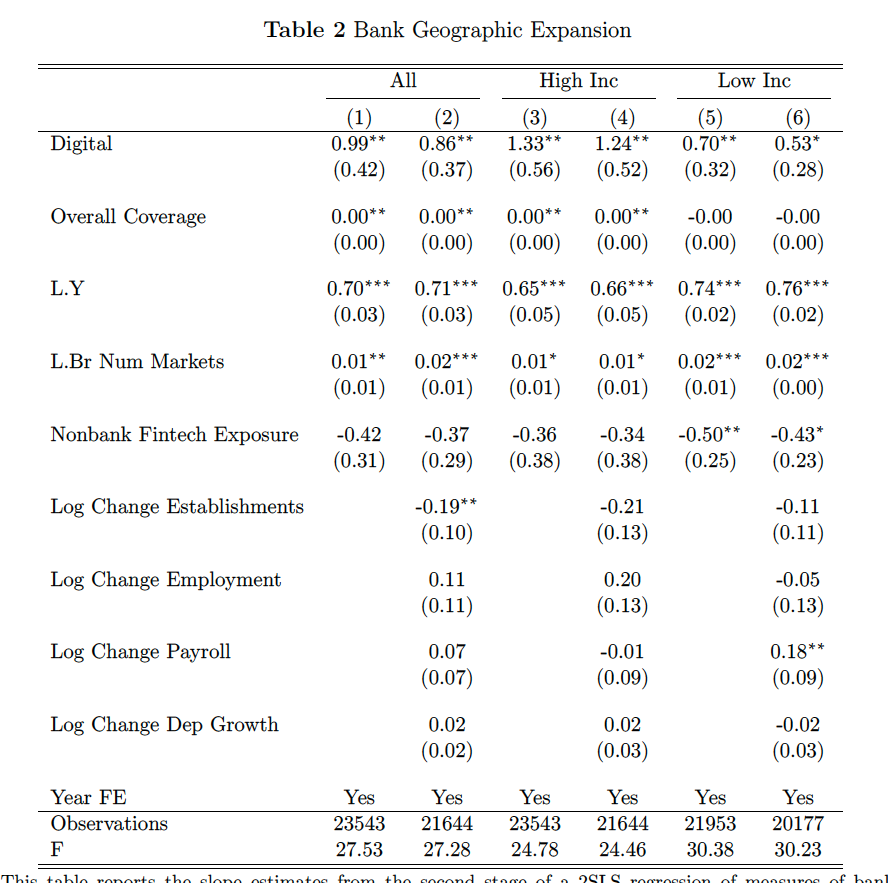 Table 2 Bank Geographic Expansion
All High Inc Low Inc
(1) (2) (3) (4) (5) (6)
Digital 0.99** 0.86** 1.33** 1.24** 0.70** 0.53*
(0.42) (0.37) (0.56) (0.52) (0.32) (0.28)
Overall Coverage 0.00** 0.00** 0.00** 0.00** -0.00 -0.00
(0.00) (0.00) (0.00) (0.00) (0.00) (0.00)
L.Y 0.70*** 0.71*** 0.65*** 0.66*** 0.74*** 0.76***
(0.03) (0.03) (0.05) (0.05) (0.02) (0.02)
L.Br Num Markets 0.01** 0.02*** 0.01* 0.01* 0.02*** 0.02***
(0.01) (0.01) (0.01) (0.01) (0.01) (0.00)
Nonbank Fintech Exposure -0.42 -0.37 -0.36 -0.34 -0.50** -0.43*
(0.31) (0.29) (0.38) (0.38) (0.25) (0.23)
Log Change Establishments -0.19** -0.21 -0.11
(0.10) (0.13) (0.11)
Log Change Employment 0.11 0.20 -0.05
(0.11) (0.13) (0.13)
Log Change Payroll 0.07 -0.01 0.18**
(0.07) (0.09) (0.09)
Log Change Dep Growth 0.02 0.02 -0.02
(0.02) (0.03) (0.03)
Year FE Yes Yes Yes Yes Yes Yes
Observations 23543 21644 23543 21644 21953 20177
F 27.53 27.28 24.78 24.46 30.38 30.23
This table reports the slope estimates from the second stage of a 2SLS regression of measures of bank